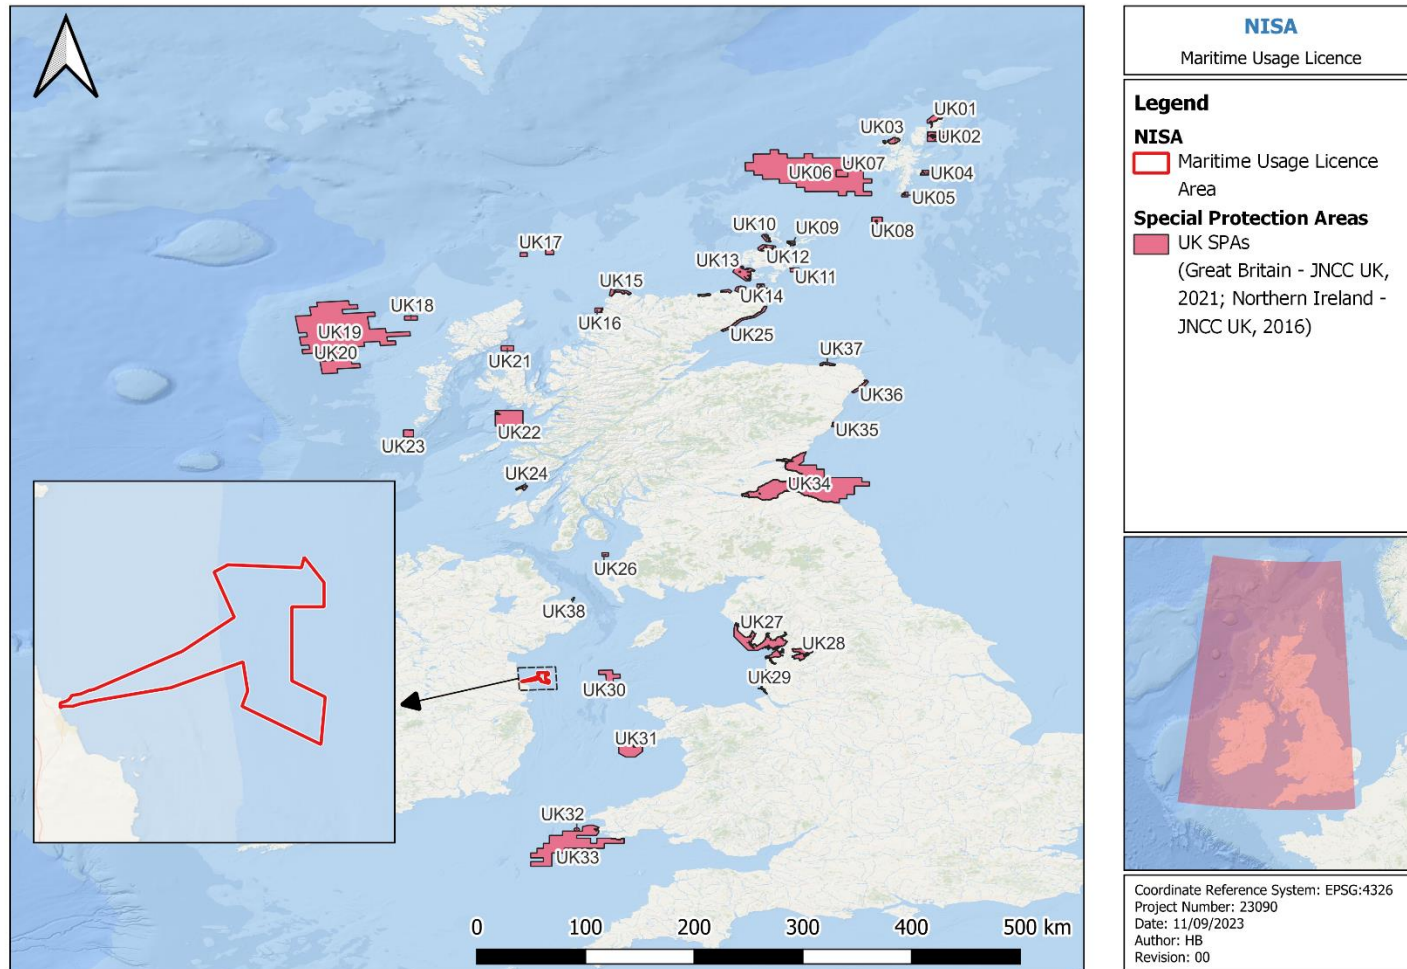 UK01
UK03
UK02
UK07
UK06
UK04
UK05
UK10
UK09
UK08
UK17
UK12
UK13
UK11
UK15
UK14
UK18
UK16
UK19
UK25
UK20
UK21
UK37
UK36
UK22
UK35
UK23
UK24
UK34
UK26
UK38
UK27
UK28
UK29
UK30
UK31
UK32
UK33
0 100 200 300 400 500 km
NISA
Maritime Usage Licence
Legend
NISA
Maritime Usage Licence
Area
Special Protection Areas
UK SPAs
(Great Britain - JNCC UK,
2021; Northern Ireland -
JNCC UK, 2016)
Coordinate Reference System: EPSG:4326
Project Number: 23090
Date: 11/09/2023
Author: HB
Revision: 00